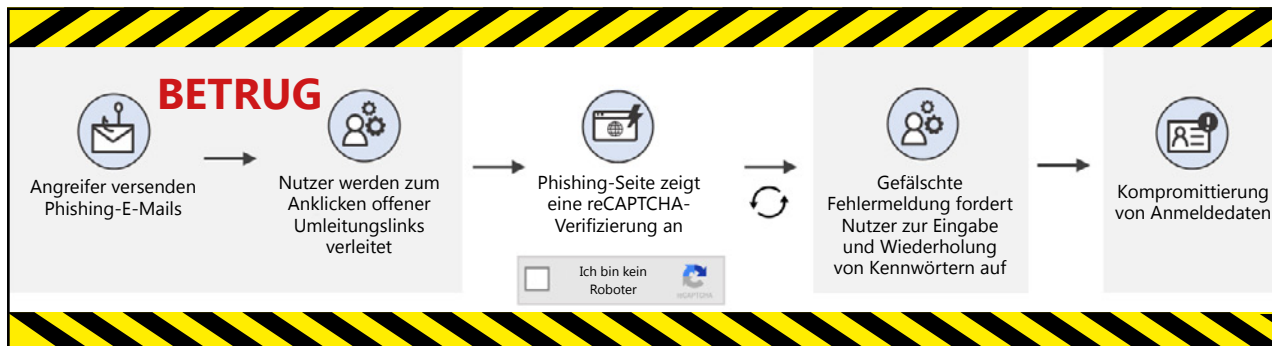 BETRUG
Angreifer versenden
Phishing-E-Mails
Nutzer werden zum
Anklicken offener
Umleitungslinks
verleitet
Phishing-Seite zeigt
eine reCAPTCHA-
Verifizierung an
Ich bin kein
Roboter
reCAPTCHA
Gefälschte
Fehlermeldung fordert
Nutzer zur Eingabe
und Wiederholung
von Kennwörtern auf
Kompromittierung
von Anmeldedaten